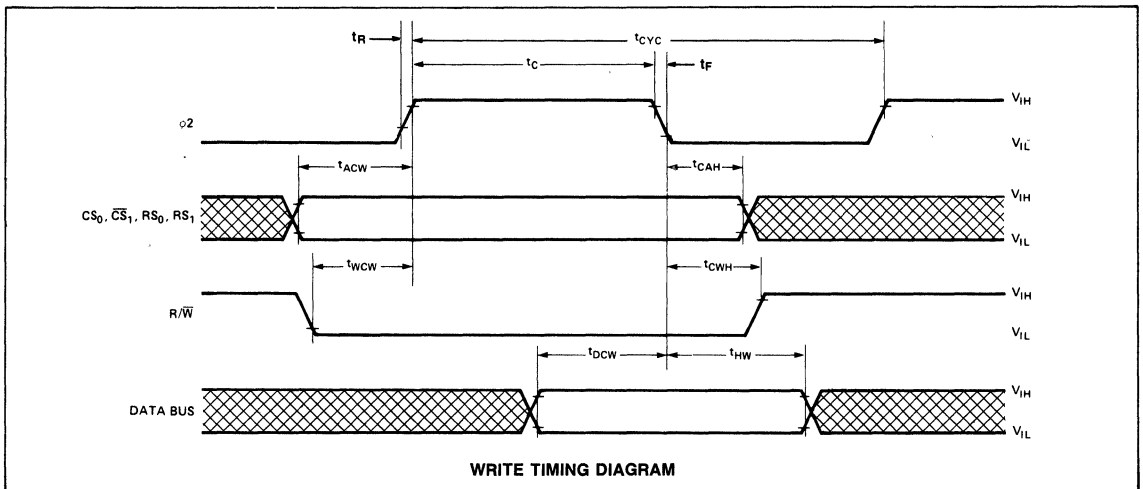 tR
tCYC
tC
tF
φ2
VIH
VIL
tACW
tCAH
CS0, C̅S̅1, RS0, RS1
VIH
VIL
tWCW
tCWH
R/W̅
VIH
VIL
tDCW
tHW
DATA BUS
VIH
VIL
WRITE TIMING DIAGRAM